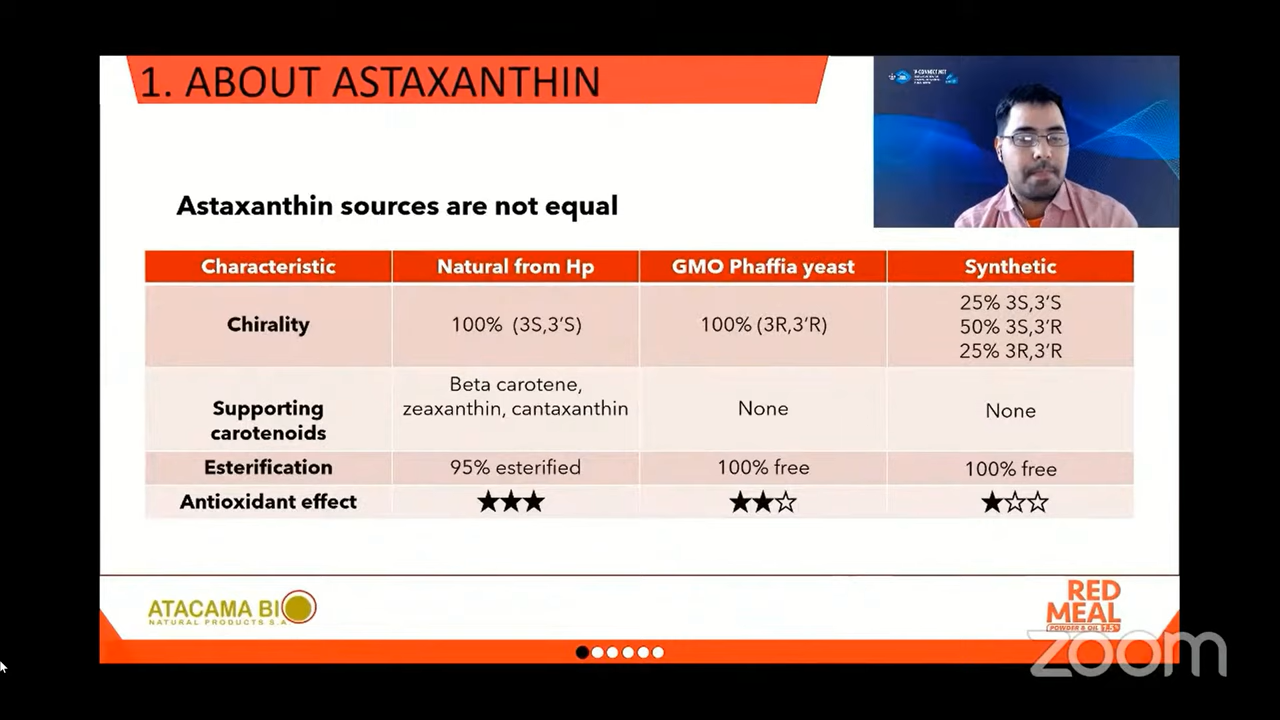 1. ABOUT ASTAXANTHIN
Astaxanthin sources are not equal
Characteristic
Natural from Hp
GMO Phaffia yeast
Synthetic
Chirality
100% (3S,3'S)
100% (3R,3'R)
25% 3S,3'S
50% 3S,3'R
25% 3R,3'R
Supporting
carotenoids
Beta carotene,
zeaxanthin, cantaxanthin
None
None
Esterification
95% esterified
100% free
100% free
Antioxidant effect
★★★
★★☆
★☆☆
ATACAMA BIO
NATURAL PRODUCTS S.A
RED
MEAL
POWDER & OIL
zoom